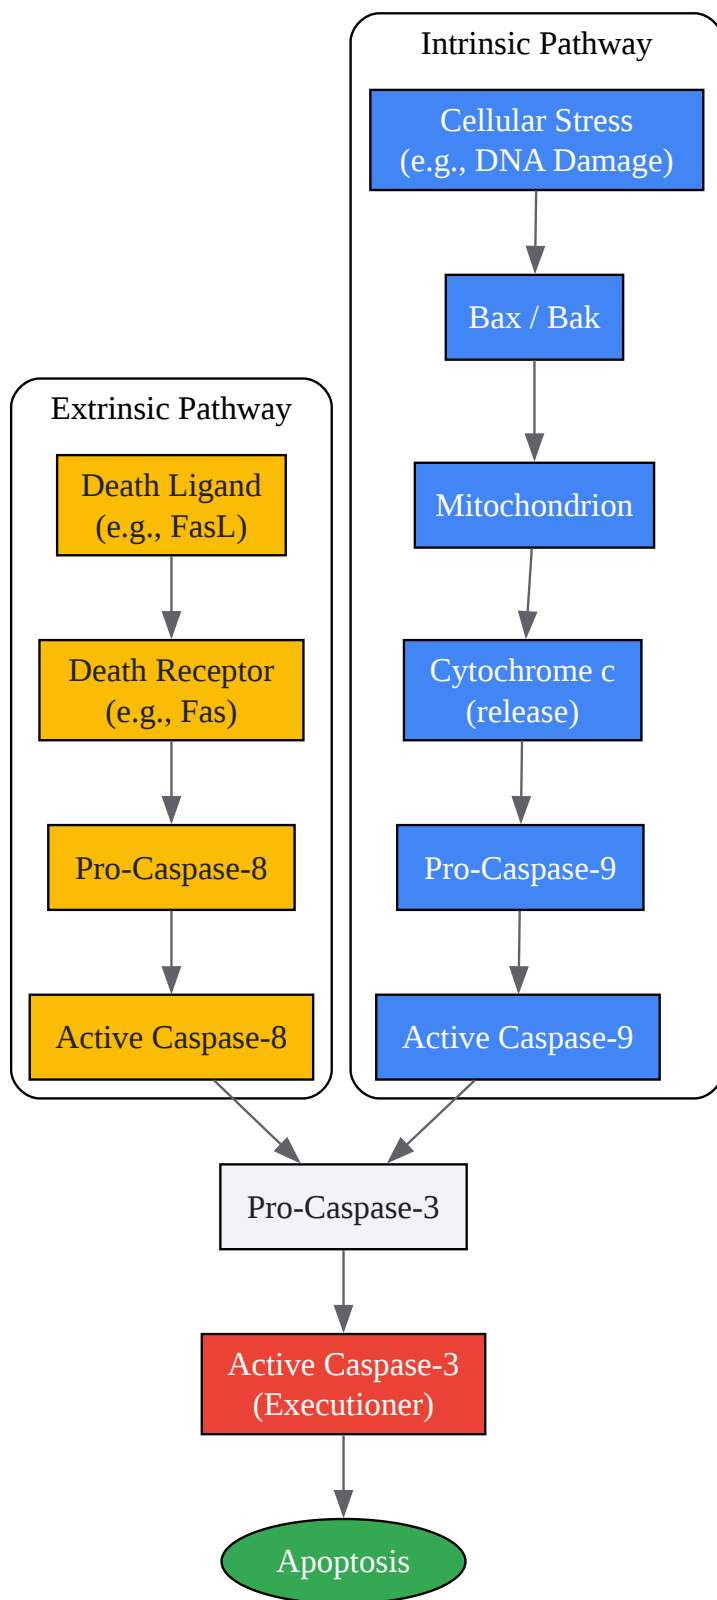 Intrinsic Pathway
Cellular Stress
(e.g., DNA Damage)
Bax / Bak
Mitochondrion
Cytochrome c
(release)
Pro-Caspase-9
Active Caspase-9
Extrinsic Pathway
Death Ligand
(e.g., FasL)
Death Receptor
(e.g., Fas)
Pro-Caspase-8
Active Caspase-8
Pro-Caspase-3
Active Caspase-3
(Executioner)
Apoptosis